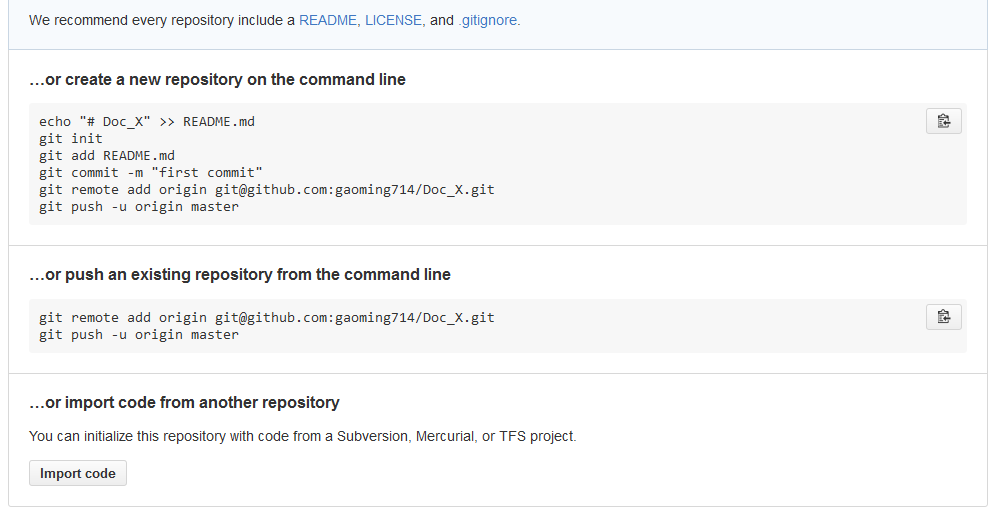 We recommend every repository include a README, LICENSE, and .gitignore.
…or create a new repository on the command line
echo "# Doc_X" >> README.md
git init
git add README.md
git commit -m "first commit"
git remote add origin git@github.com:gaoming714/Doc_X.git
git push -u origin master
…or push an existing repository from the command line
git remote add origin git@github.com:gaoming714/Doc_X.git
git push -u origin master
…or import code from another repository
You can initialize this repository with code from a Subversion, Mercurial, or TFS project.
Import code